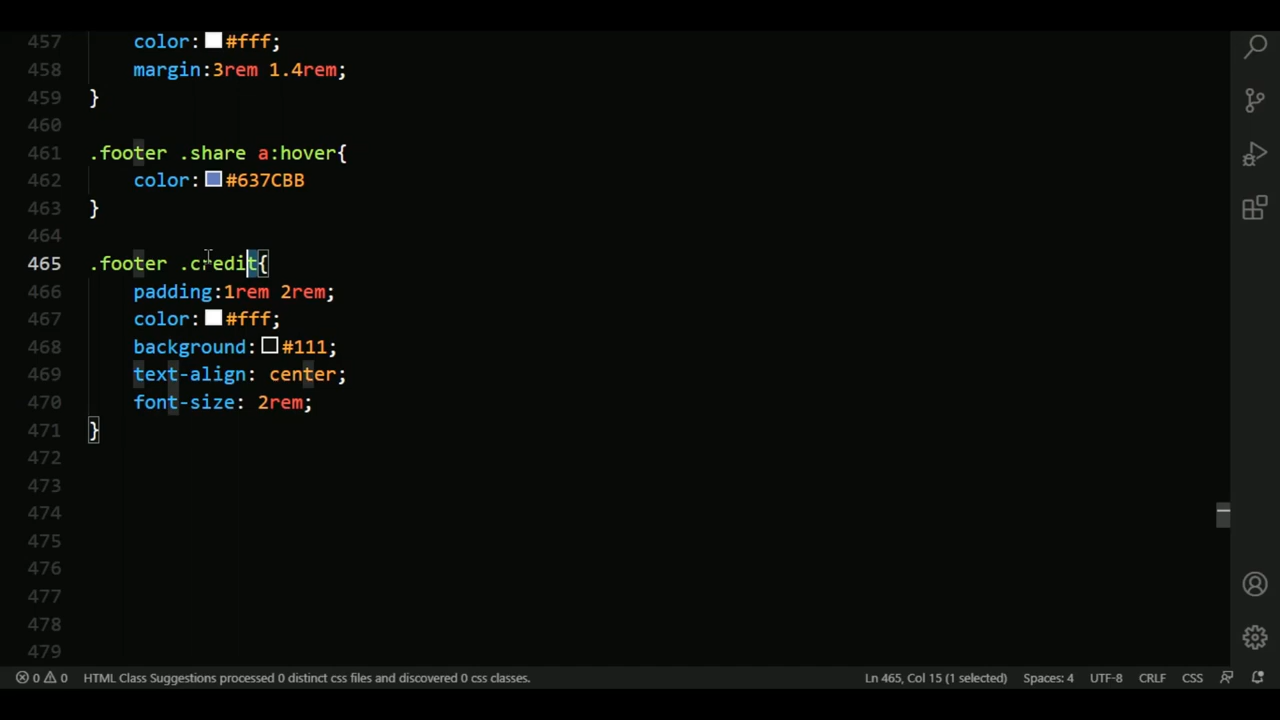 457 color: #fff;
458 margin:3rem 1.4rem;
459 }
460
461 .footer .share a:hover{
462 color: #637CBB
463 }
464
465 .footer .credit{
466 padding:1rem 2rem;
467 color: #fff;
468 background: #111;
469 text-align: center;
470 font-size: 2rem;
471 }
472
473
474
475
476
477
478
479
0 0 HTML Class Suggestions processed 0 distinct css files and discovered 0 css classes. Ln 465, Col 15 (1 selected) Spaces: 4 UTF-8 CRLF CSS